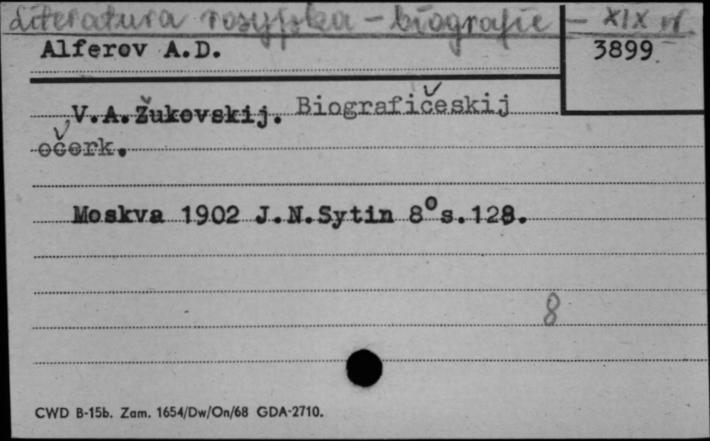 Literatura rosyjska - biografie - XIX w
Alferov A.D. 3899
V.A.Žukovskij. Biografičeskij
očerk.
Moskva 1902 J.N.Sytin 8° s.128.
8
CWD B-15b. Zam. 1654/Dw/On/68 GDA-2710.